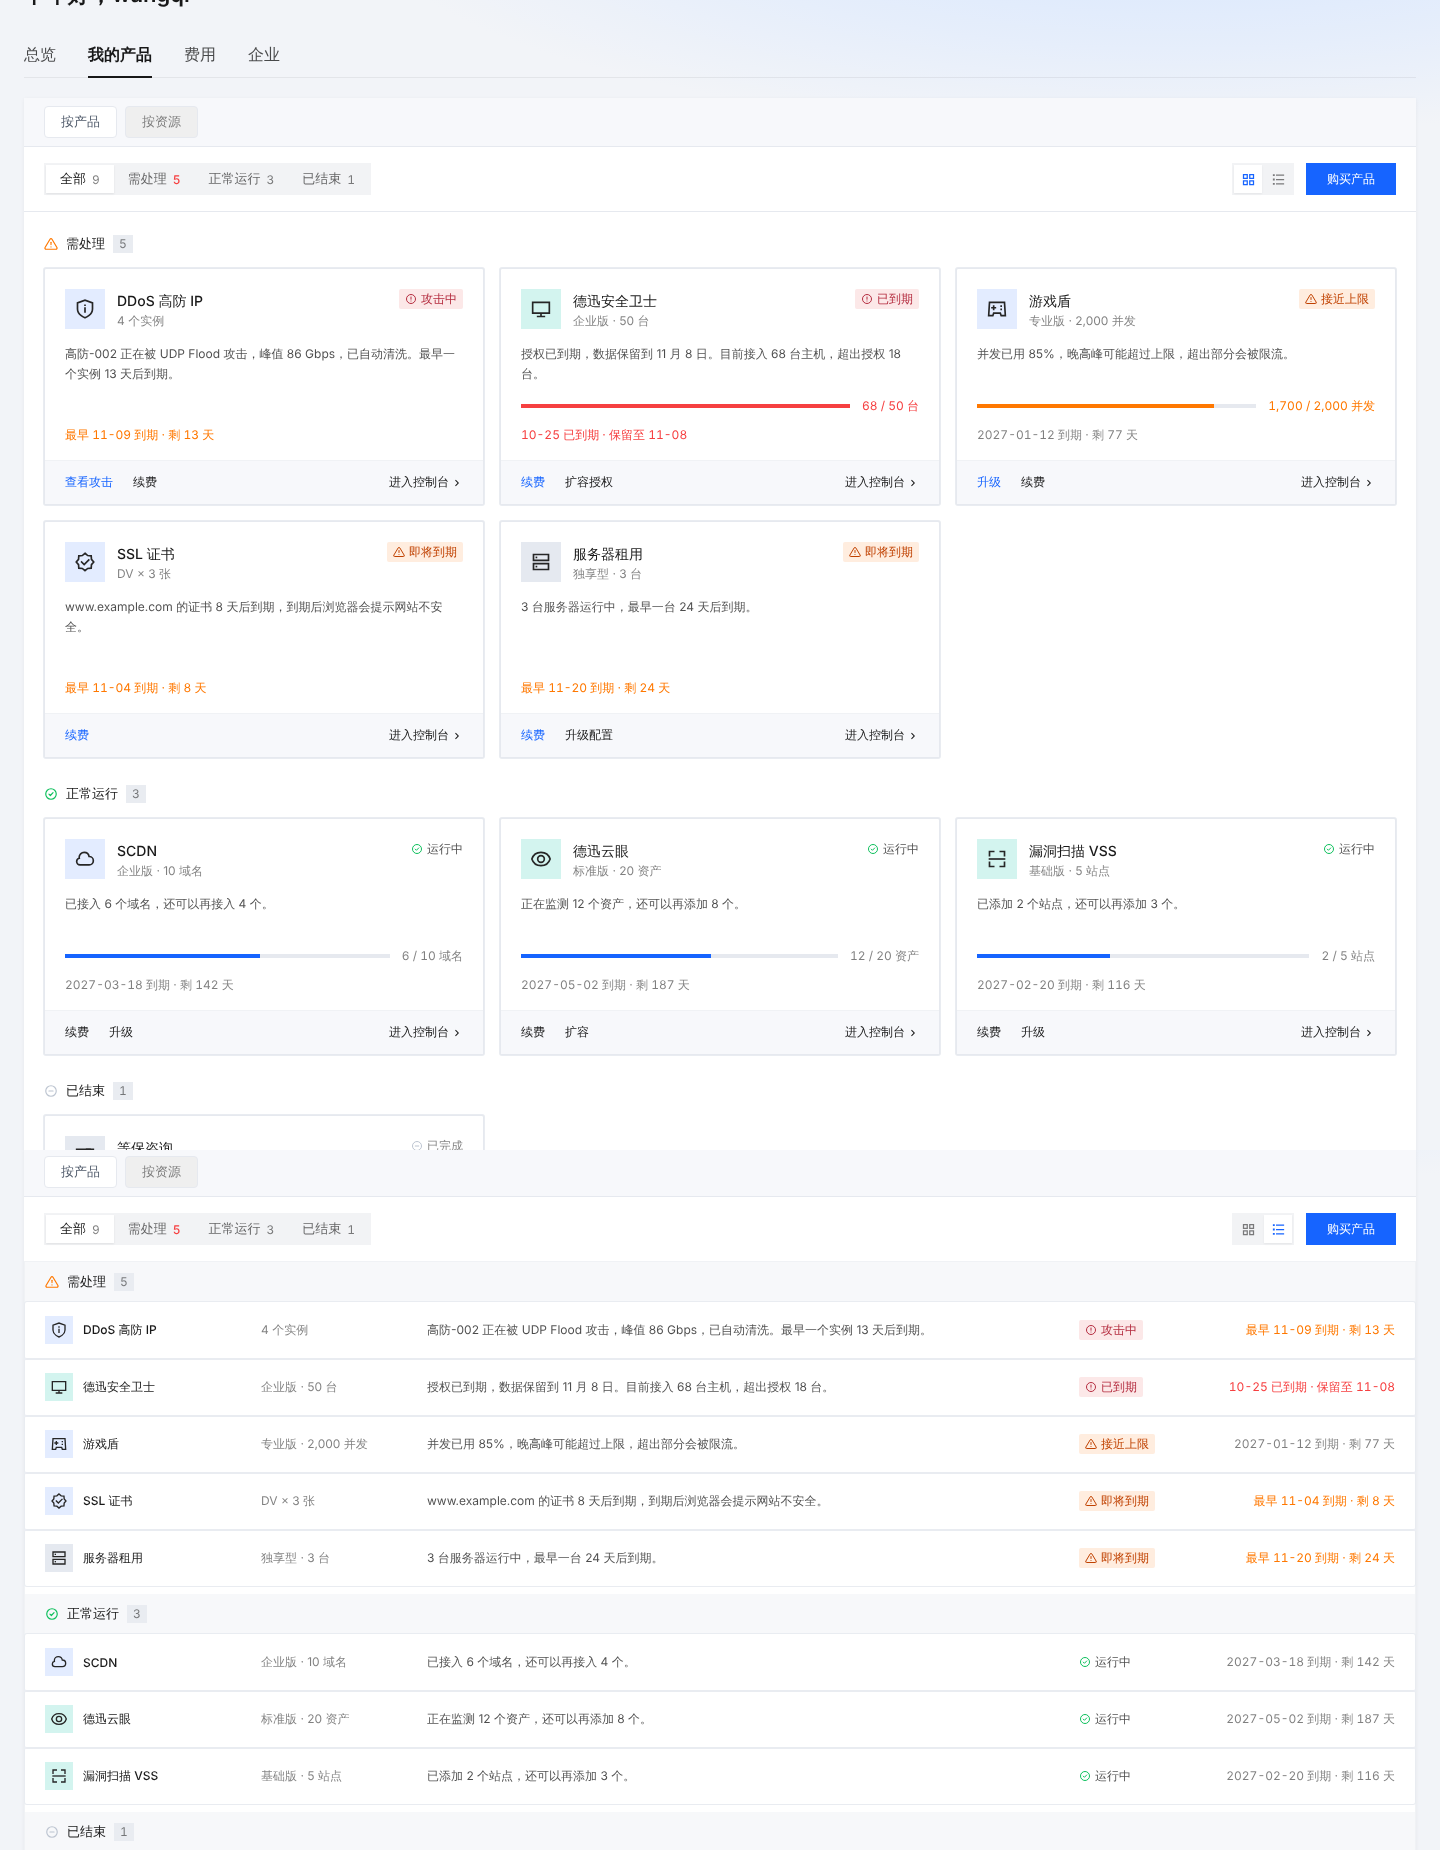 总览 我的产品 费用 企业
按产品 按资源
全部 9 需处理 5 正常运行 3 已结束 1 购买产品
需处理 5
DDoS 高防 IP 攻击中
4 个实例
高防-002 正在被 UDP Flood 攻击，峰值 86 Gbps，已自动清洗。最早一
个实例 13 天后到期。
最早 11-09 到期 · 剩 13 天
查看攻击 续费 进入控制台
德迅安全卫士 已到期
企业版 · 50 台
授权已到期，数据保留到 11 月 8 日。目前接入 68 台主机，超出授权 18
台。
68 / 50 台
10-25 已到期 · 保留至 11-08
续费 扩容授权 进入控制台
游戏盾 接近上限
专业版 · 2,000 并发
并发已用 85%，晚高峰可能超过上限，超出部分会被限流。
1,700 / 2,000 并发
2027-01-12 到期 · 剩 77 天
升级 续费 进入控制台
SSL 证书 即将到期
DV × 3 张
www.example.com 的证书 8 天后到期，到期后浏览器会提示网站不安
全。
最早 11-04 到期 · 剩 8 天
续费 进入控制台
服务器租用 即将到期
独享型 · 3 台
3 台服务器运行中，最早一台 24 天后到期。
最早 11-20 到期 · 剩 24 天
续费 升级配置 进入控制台
正常运行 3
SCDN 运行中
企业版 · 10 域名
已接入 6 个域名，还可以再接入 4 个。
6 / 10 域名
2027-03-18 到期 · 剩 142 天
续费 升级 进入控制台
德迅云眼 运行中
标准版 · 20 资产
正在监测 12 个资产，还可以再添加 8 个。
12 / 20 资产
2027-05-02 到期 · 剩 187 天
续费 扩容 进入控制台
漏洞扫描 VSS 运行中
基础版 · 5 站点
已添加 2 个站点，还可以再添加 3 个。
2 / 5 站点
2027-02-20 到期 · 剩 116 天
续费 升级 进入控制台
已结束 1
等保咨询 已完成
按产品 按资源
全部 9 需处理 5 正常运行 3 已结束 1 购买产品
需处理 5
DDoS 高防 IP 4 个实例 高防-002 正在被 UDP Flood 攻击，峰值 86 Gbps，已自动清洗。最早一个实例 13 天后到期。 攻击中 最早 11-09 到期 · 剩 13 天
德迅安全卫士 企业版 · 50 台 授权已到期，数据保留到 11 月 8 日。目前接入 68 台主机，超出授权 18 台。 已到期 10-25 已到期 · 保留至 11-08
游戏盾 专业版 · 2,000 并发 并发已用 85%，晚高峰可能超过上限，超出部分会被限流。 接近上限 2027-01-12 到期 · 剩 77 天
SSL 证书 DV × 3 张 www.example.com 的证书 8 天后到期，到期后浏览器会提示网站不安全。 即将到期 最早 11-04 到期 · 剩 8 天
服务器租用 独享型 · 3 台 3 台服务器运行中，最早一台 24 天后到期。 即将到期 最早 11-20 到期 · 剩 24 天
正常运行 3
SCDN 企业版 · 10 域名 已接入 6 个域名，还可以再接入 4 个。 运行中 2027-03-18 到期 · 剩 142 天
德迅云眼 标准版 · 20 资产 正在监测 12 个资产，还可以再添加 8 个。 运行中 2027-05-02 到期 · 剩 187 天
漏洞扫描 VSS 基础版 · 5 站点 已添加 2 个站点，还可以再添加 3 个。 运行中 2027-02-20 到期 · 剩 116 天
已结束 1